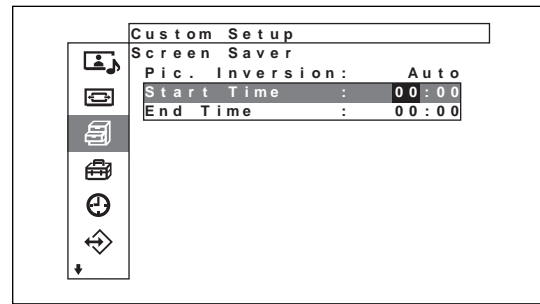 Custom Setup
Screen Saver
Pic. Inversion: Auto
Start Time : 00:00
End Time : 00:00